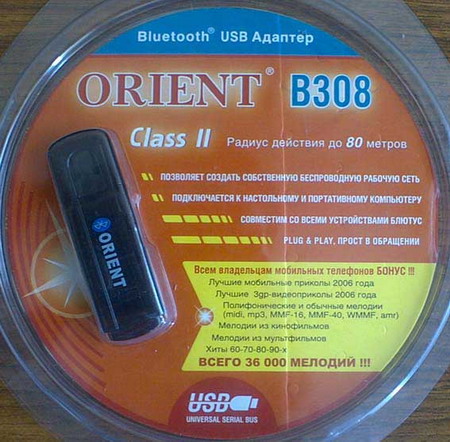 Bluetooth® USB Адаптер
ORIENT® B308
Class II Радиус действия до 80 метров
ПОЗВОЛЯЕТ СОЗДАТЬ СОБСТВЕННУЮ БЕСПРОВОДНУЮ РАБОЧУЮ СЕТЬ
ПОДКЛЮЧАЕТСЯ К НАСТОЛЬНОМУ И ПОРТАТИВНОМУ КОМПЬЮТЕРУ
СОВМЕСТИМ СО ВСЕМИ УСТРОЙСТВАМИ БЛЮТУС
PLUG & PLAY, ПРОСТ В ОБРАЩЕНИИ
ORIENT
Всем владельцам мобильных телефонов БОНУС !!!
Лучшие мобильные приколы 2006 года
Лучшие 3gp-видеоприколы 2006 года
Полифонические и обычные мелодии
(midi, mp3, MMF-16, MMF-40, WMMF, amr)
Мелодии из кинофильмов
Мелодии из мультфильмов
Хиты 60-70-80-90-х
ВСЕГО 36 000 МЕЛОДИЙ !!!
USB
UNIVERSAL SERIAL BUS